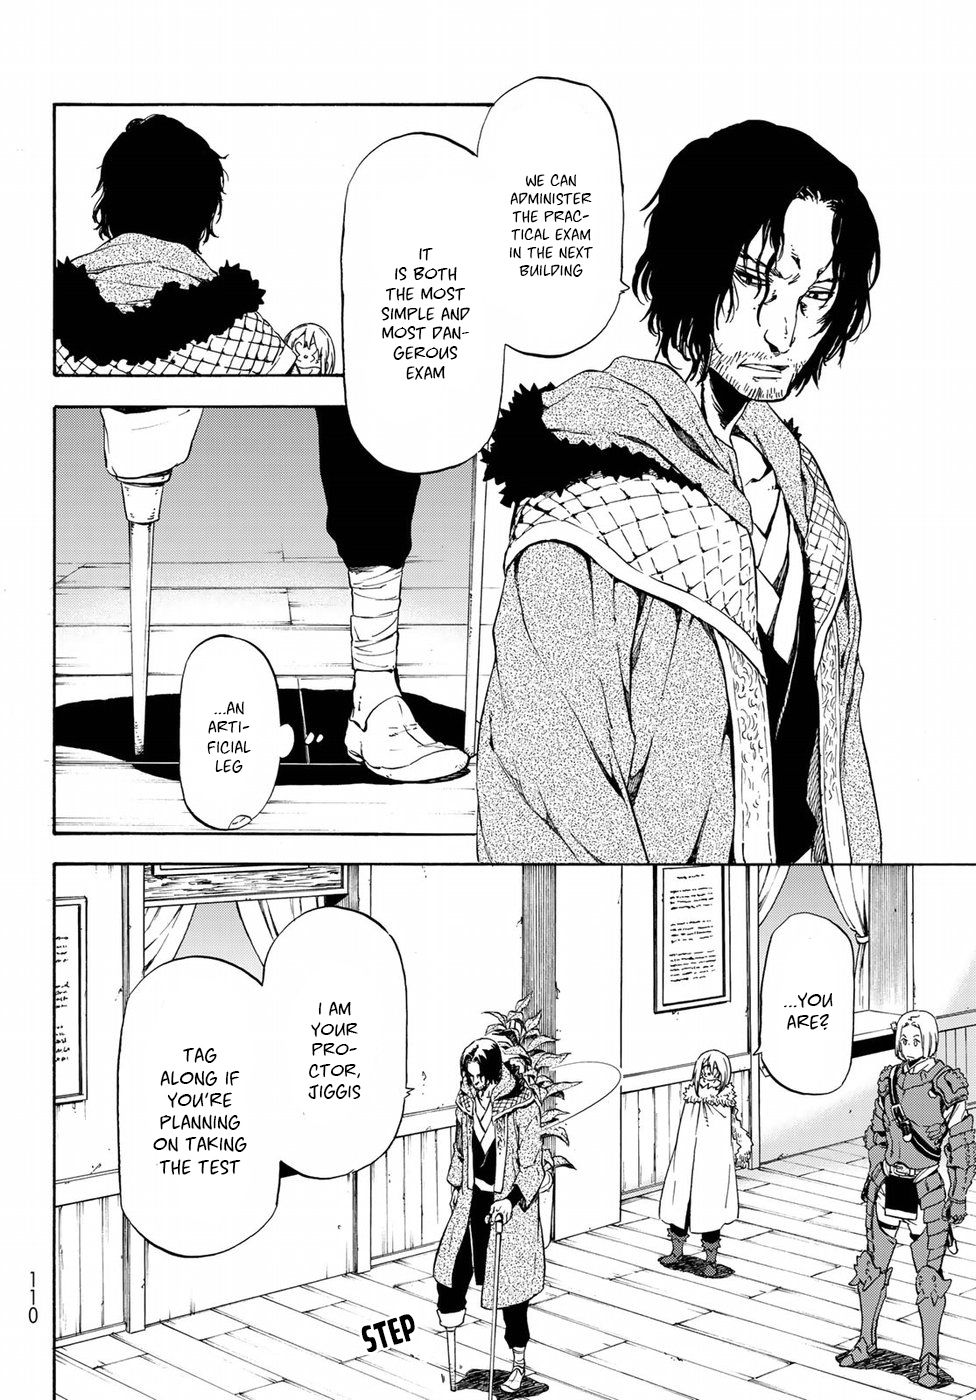 WE CAN
ADMINISTER
THE PRAC-
TICAL EXAM
IN THE NEXT
BUILDING
IT
IS BOTH
THE MOST
SIMPLE AND
MOST DAN-
GEROUS
EXAM
...AN
ARTI-
FICIAL
LEG
...YOU
ARE?
I AM
YOUR
PRO-
CTOR,
JIGGIS
TAG
ALONG IF
YOU'RE
PLANNING
ON TAKING
THE TEST
STEP
110